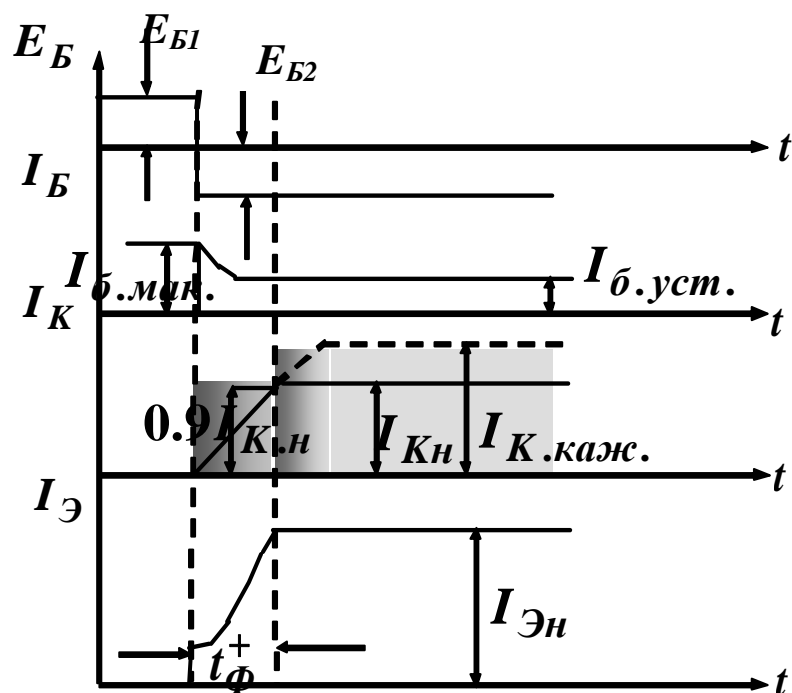 E_Б
E_Б1
E_Б2
t
I_Б
I_б.мак.
I_б.уст.
I_К
t
0.9I_К.н
I_Кн
I_К.каж.
t
I_Э
I_Эн
t_Ф^+
t